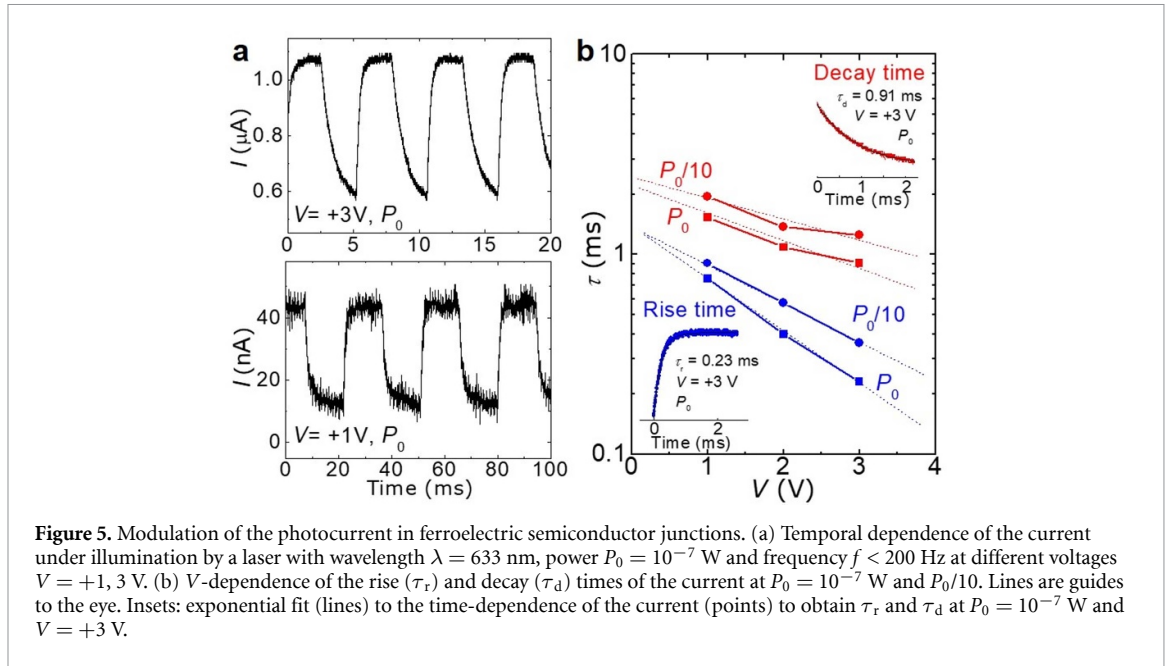 a
1.0
0.8
0.6
I (μA)
V= +3V, P0
0 5 10 15 20
40
20
0
I (nA)
V= +1V, P0
0 20 40 60 80 100
Time (ms)
b
10
1
0.1
τ (ms)
Decay time
τd = 0.91 ms
V = +3 V
P0
0 1 2
Time (ms)
P0/10
P0
Rise time
τr = 0.23 ms
V = +3 V
P0
0 2
Time (ms)
P0/10
P0
0 1 2 3 4
V (V)
Figure 5. Modulation of the photocurrent in ferroelectric semiconductor junctions. (a) Temporal dependence of the current
under illumination by a laser with wavelength λ = 633 nm, power P0 = 10−7 W and frequency f < 200 Hz at different voltages
V = +1, 3 V. (b) V-dependence of the rise (τr) and decay (τd) times of the current at P0 = 10−7 W and P0/10. Lines are guides
to the eye. Insets: exponential fit (lines) to the time-dependence of the current (points) to obtain τr and τd at P0 = 10−7 W and
V = +3 V.